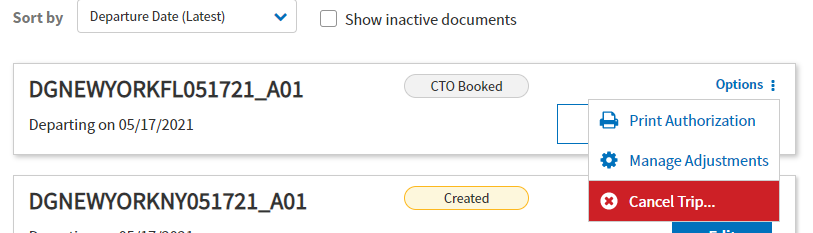 Sort by Departure Date (Latest) Show inactive documents
DGNEWYORKFL051721_A01 CTO Booked Options
Departing on 05/17/2021
Print Authorization
Manage Adjustments
DGNEWYORKNY051721_A01 Created
Cancel Trip...